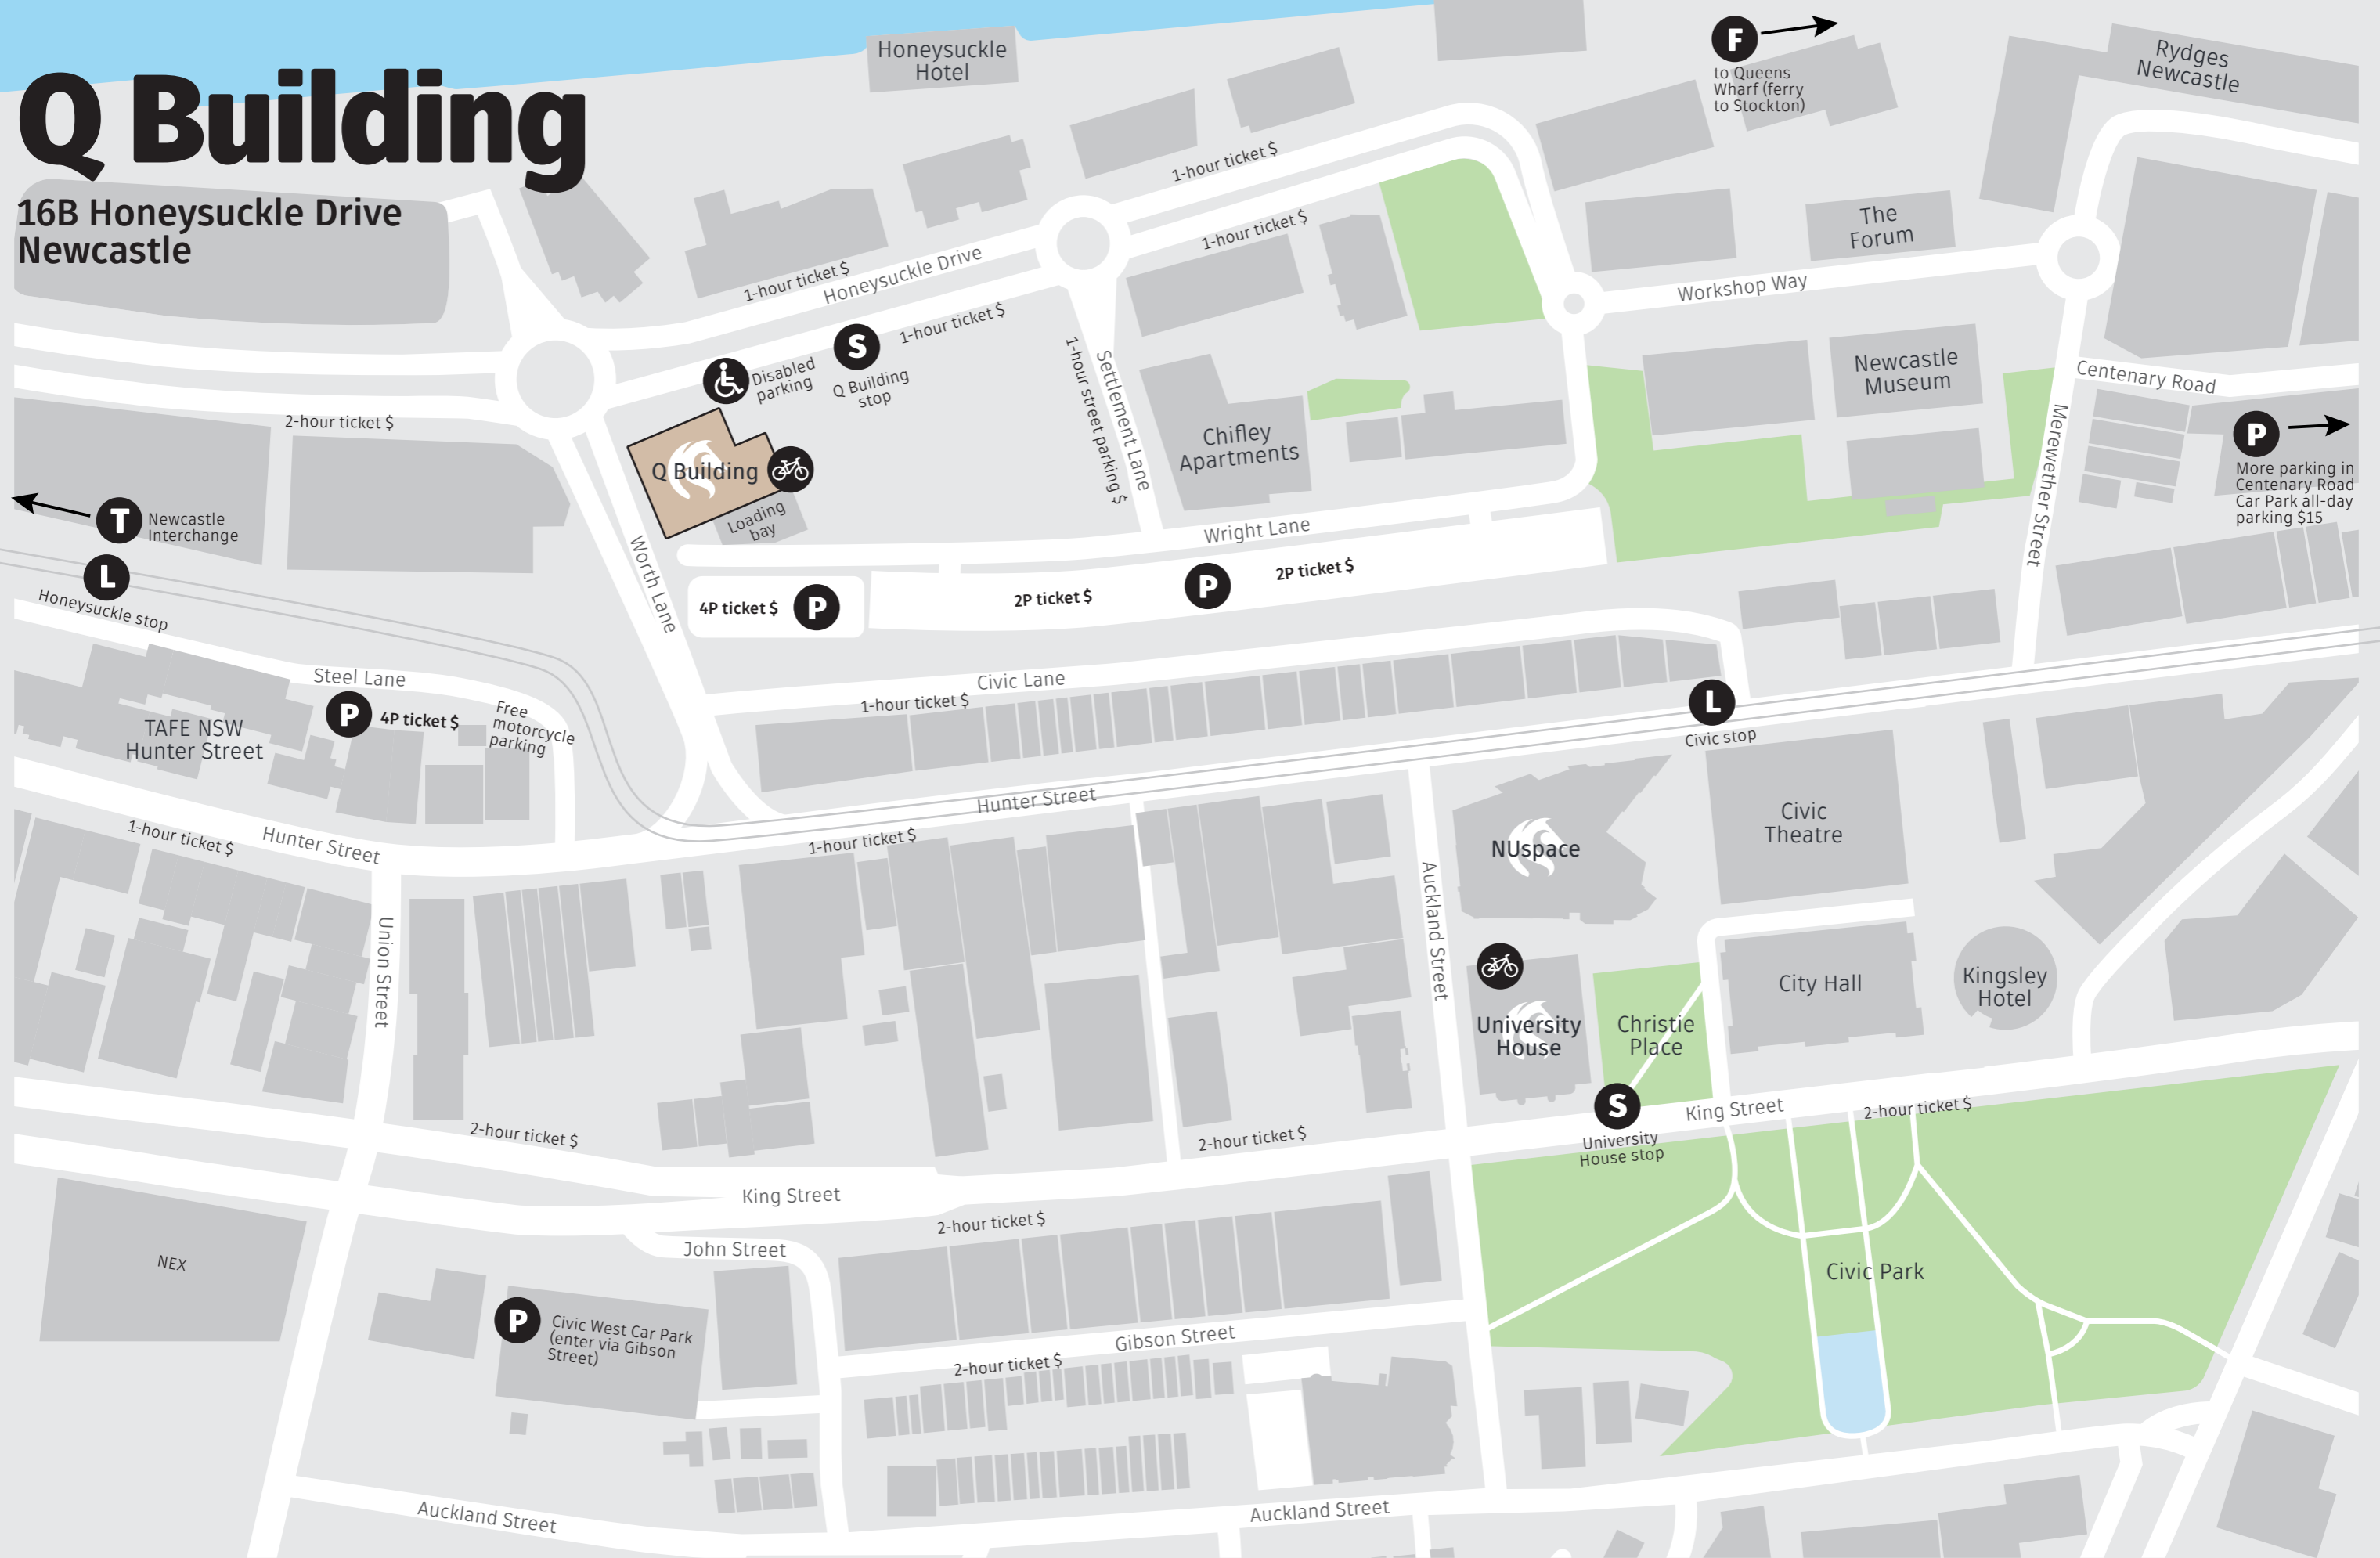 Q Building
16B Honeysuckle Drive
Newcastle
Honeysuckle
Hotel
F
to Queens
Wharf (ferry
to Stockton)
Rydges
Newcastle
1-hour ticket $
1-hour ticket $
1-hour ticket $
Honeysuckle Drive
1-hour ticket $
The
Forum
Workshop Way
Disabled
parking
S
Q Building
stop
Settlement Lane
1-hour street parking $
Newcastle
Museum
Centenary Road
Merewether Street
2-hour ticket $
Chifley
Apartments
P
More parking in
Centenary Road
Car Park all-day
parking $15
Q Building
Loading
bay
T
Newcastle
Interchange
L
Honeysuckle stop
Worth Lane
Wright Lane
4P ticket $
P
2P ticket $
P
2P ticket $
Steel Lane
P
4P ticket $
Free
motorcycle
parking
TAFE NSW
Hunter Street
Civic Lane
1-hour ticket $
L
Civic stop
Hunter Street
1-hour ticket $
1-hour ticket $
Hunter Street
NUspace
Civic
Theatre
Auckland Street
Union Street
University
House
Christie
Place
City Hall
Kingsley
Hotel
S
University
House stop
King Street
2-hour ticket $
2-hour ticket $
2-hour ticket $
King Street
2-hour ticket $
John Street
NEX
P
Civic West Car Park
(enter via Gibson
Street)
Gibson Street
2-hour ticket $
Civic Park
Auckland Street
Auckland Street